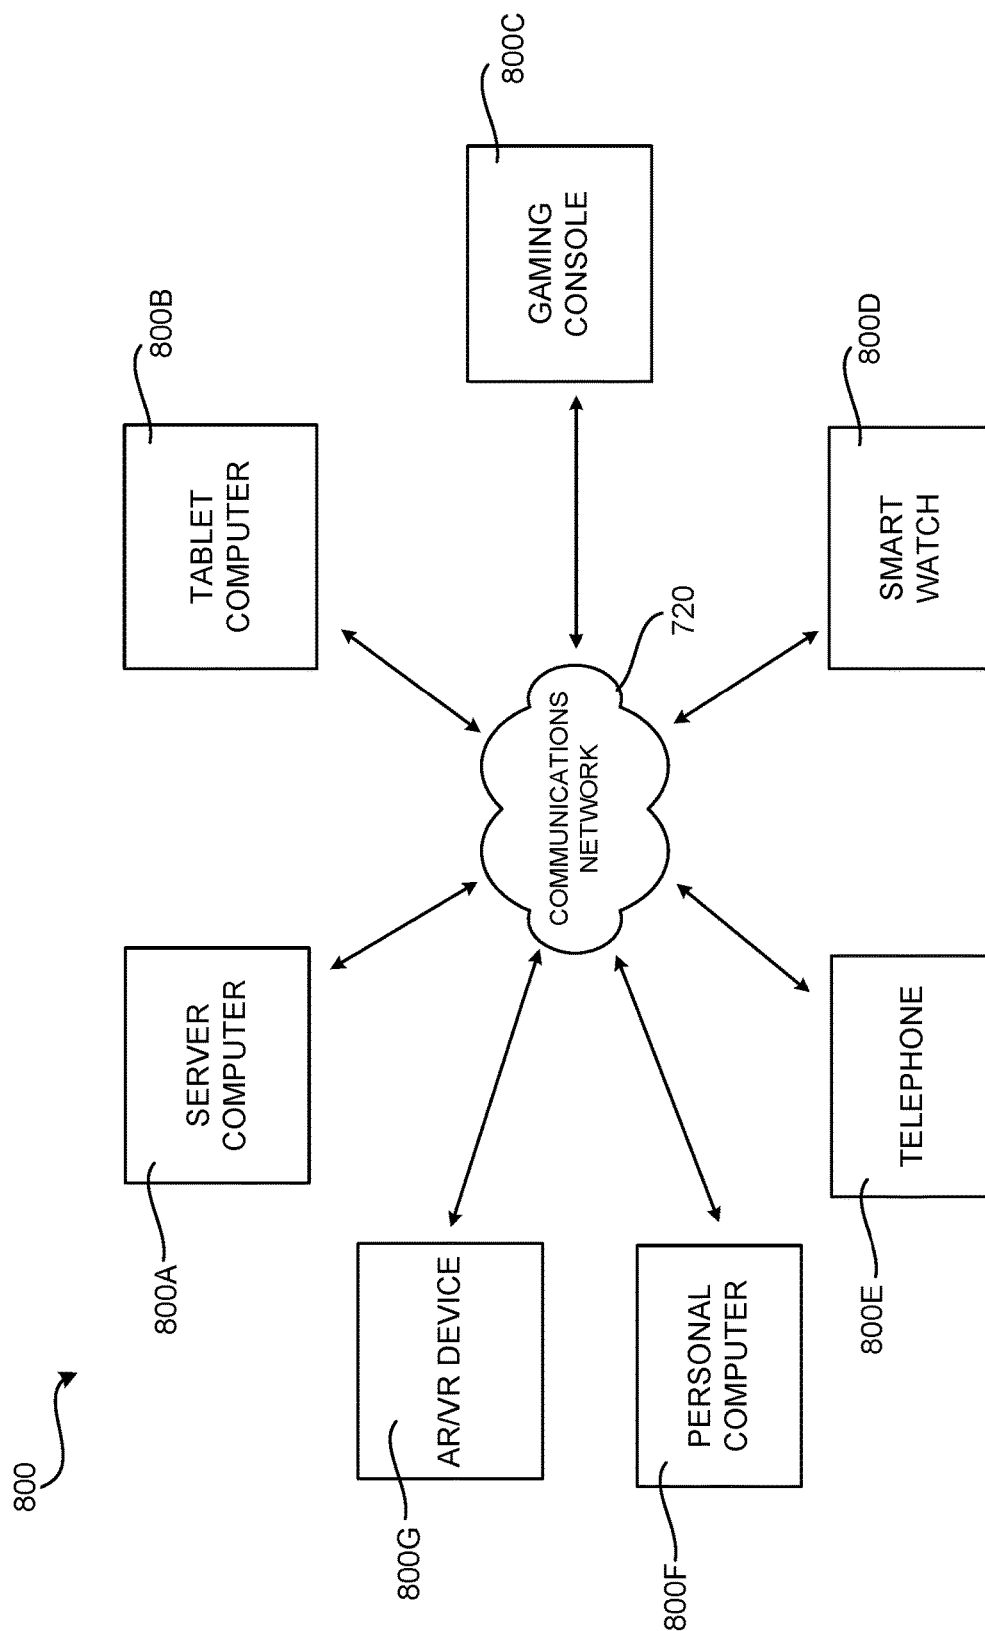 800
800A
SERVER
COMPUTER
800B
TABLET
COMPUTER
800G
AR/VR DEVICE
COMMUNICATIONS
NETWORK
720
800C
GAMING
CONSOLE
800F
PERSONAL
COMPUTER
800E
TELEPHONE
800D
SMART
WATCH